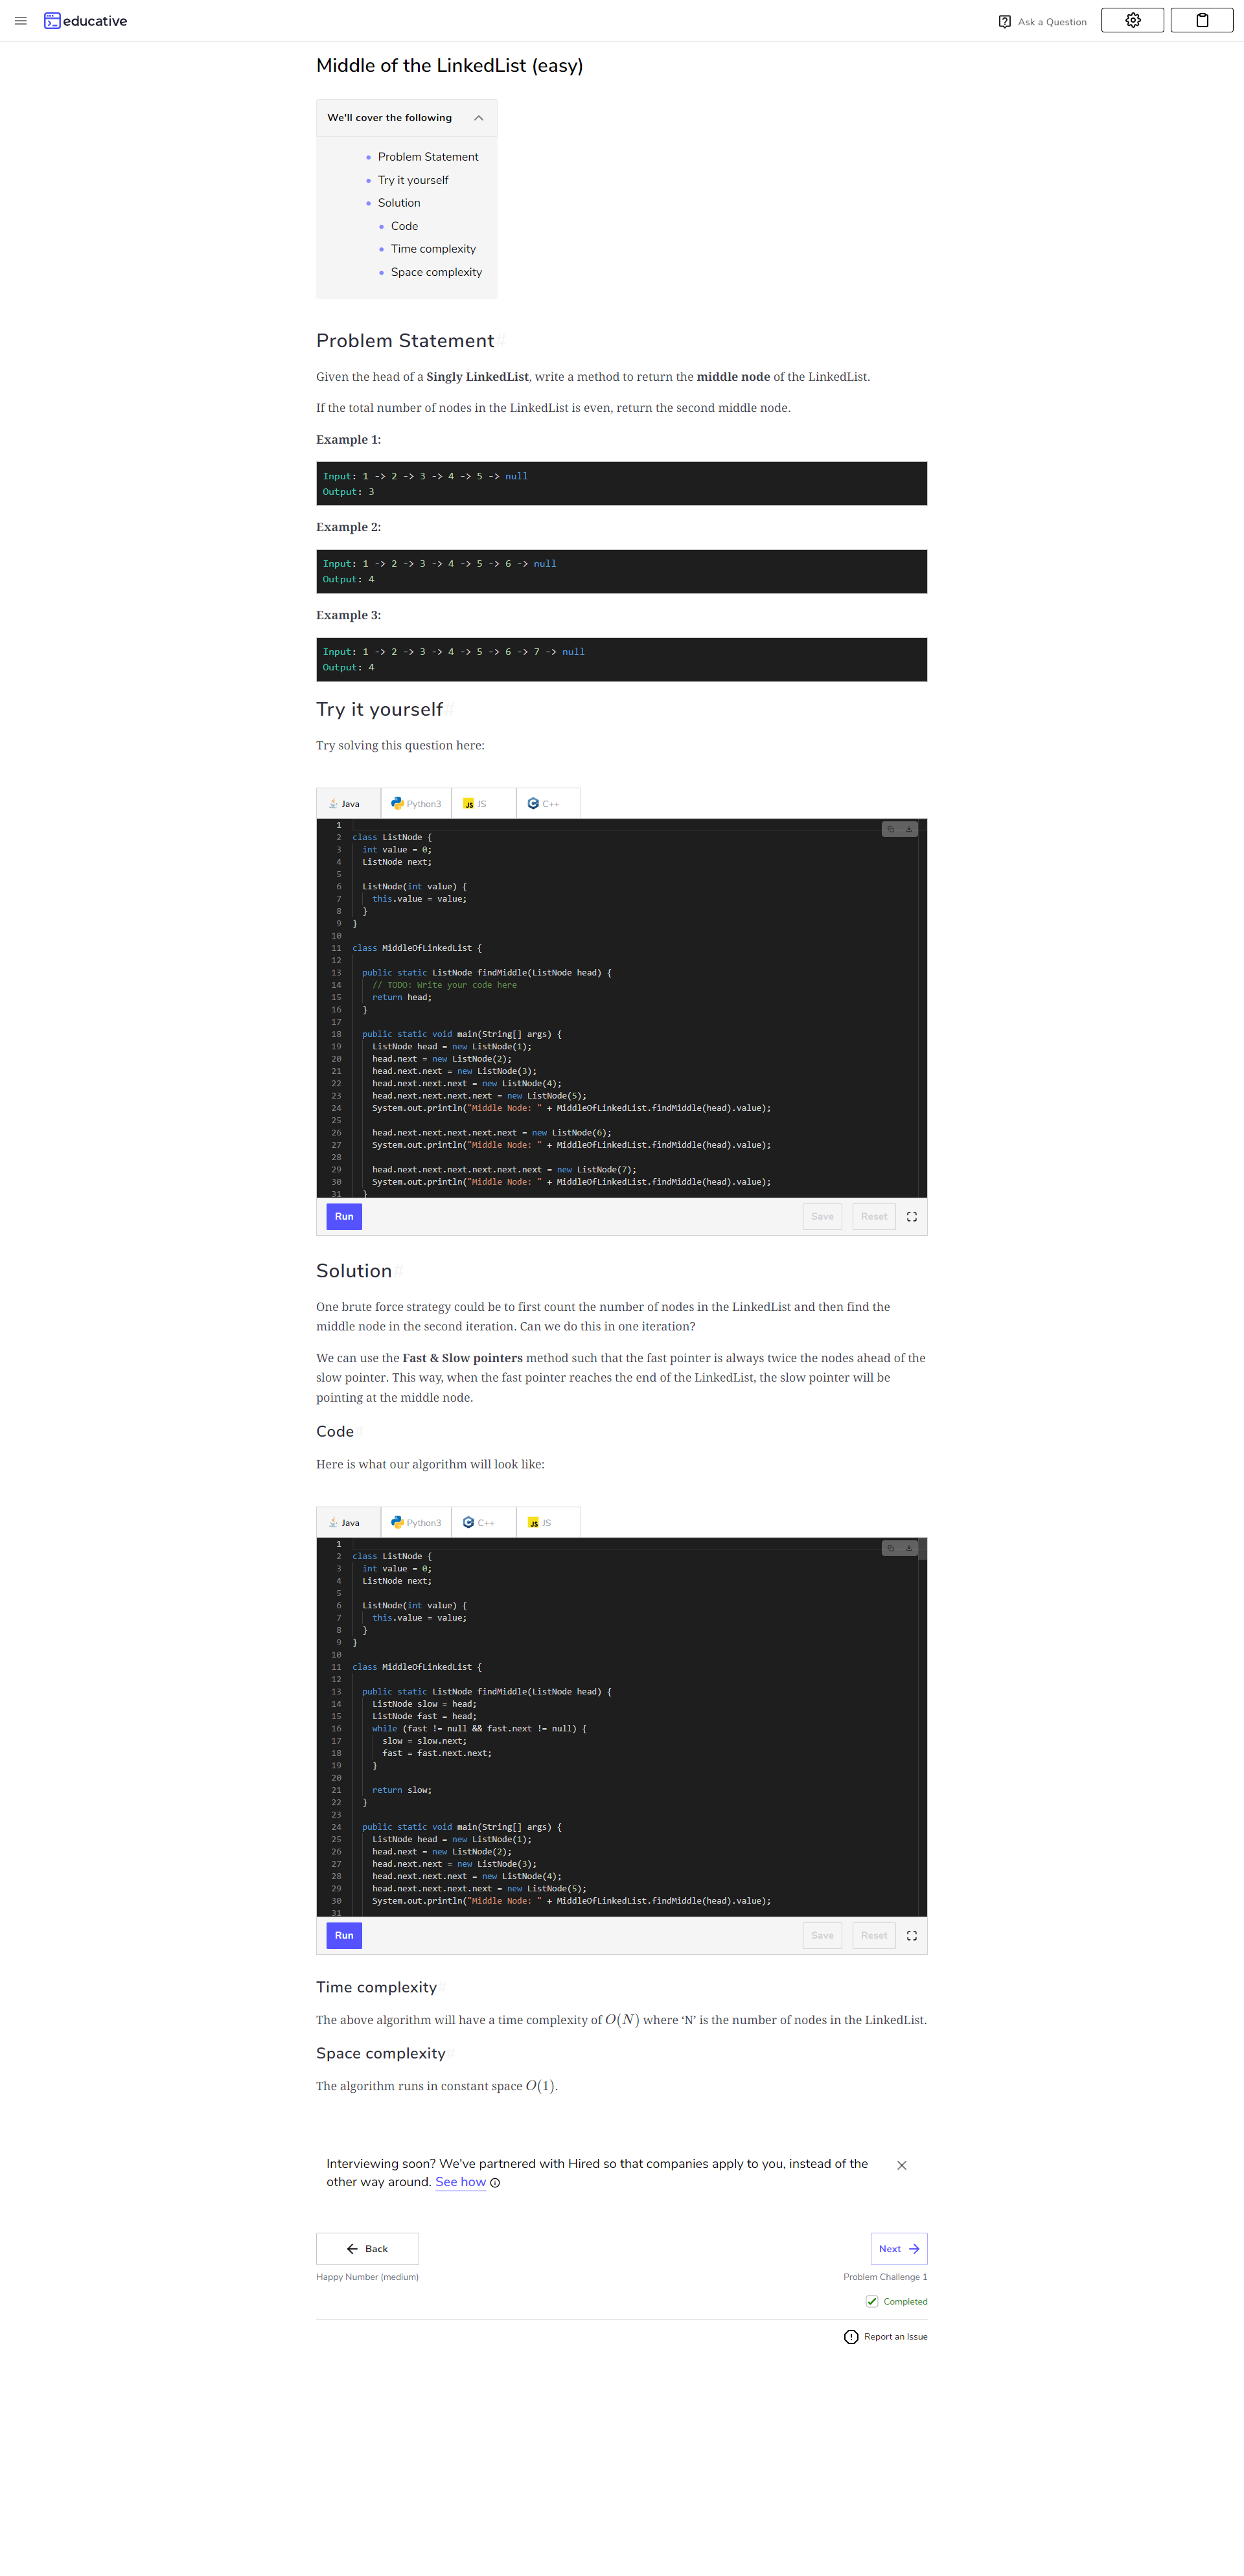 educative
Ask a Question
Middle of the LinkedList (easy)
We'll cover the following
Problem Statement
Try it yourself
Solution
Code
Time complexity
Space complexity
Problem Statement#
Given the head of a Singly LinkedList, write a method to return the middle node of the LinkedList.
If the total number of nodes in the LinkedList is even, return the second middle node.
Example 1:
Input: 1 -> 2 -> 3 -> 4 -> 5 -> null
Output: 3
Example 2:
Input: 1 -> 2 -> 3 -> 4 -> 5 -> 6 -> null
Output: 4
Example 3:
Input: 1 -> 2 -> 3 -> 4 -> 5 -> 6 -> 7 -> null
Output: 4
Try it yourself#
Try solving this question here:
Java Python3 JS JS C++
1
2 class ListNode {
3 int value = 0;
4 ListNode next;
5
6 ListNode(int value) {
7 this.value = value;
8 }
9 }
10
11 class MiddleOfLinkedList {
12
13 public static ListNode findMiddle(ListNode head) {
14 // TODO: Write your code here
15 return head;
16 }
17
18 public static void main(String[] args) {
19 ListNode head = new ListNode(1);
20 head.next = new ListNode(2);
21 head.next.next = new ListNode(3);
22 head.next.next.next = new ListNode(4);
23 head.next.next.next.next = new ListNode(5);
24 System.out.println("Middle Node: " + MiddleOfLinkedList.findMiddle(head).value);
25
26 head.next.next.next.next.next = new ListNode(6);
27 System.out.println("Middle Node: " + MiddleOfLinkedList.findMiddle(head).value);
28
29 head.next.next.next.next.next.next = new ListNode(7);
30 System.out.println("Middle Node: " + MiddleOfLinkedList.findMiddle(head).value);
31 }
Run Save Reset
Solution#
One brute force strategy could be to first count the number of nodes in the LinkedList and then find the
middle node in the second iteration. Can we do this in one iteration?
We can use the Fast & Slow pointers method such that the fast pointer is always twice the nodes ahead of the
slow pointer. This way, when the fast pointer reaches the end of the LinkedList, the slow pointer will be
pointing at the middle node.
Code#
Here is what our algorithm will look like:
Java Python3 C++ JS JS
1
2 class ListNode {
3 int value = 0;
4 ListNode next;
5
6 ListNode(int value) {
7 this.value = value;
8 }
9 }
10
11 class MiddleOfLinkedList {
12
13 public static ListNode findMiddle(ListNode head) {
14 ListNode slow = head;
15 ListNode fast = head;
16 while (fast != null && fast.next != null) {
17 slow = slow.next;
18 fast = fast.next.next;
19 }
20
21 return slow;
22 }
23
24 public static void main(String[] args) {
25 ListNode head = new ListNode(1);
26 head.next = new ListNode(2);
27 head.next.next = new ListNode(3);
28 head.next.next.next = new ListNode(4);
29 head.next.next.next.next = new ListNode(5);
30 System.out.println("Middle Node: " + MiddleOfLinkedList.findMiddle(head).value);
31
Run Save Reset
Time complexity#
The above algorithm will have a time complexity of O(N) where ‘N’ is the number of nodes in the LinkedList.
Space complexity#
The algorithm runs in constant space O(1).
Interviewing soon? We've partnered with Hired so that companies apply to you, instead of the
other way around. See how
Back Next
Happy Number (medium) Problem Challenge 1
Completed
Report an Issue